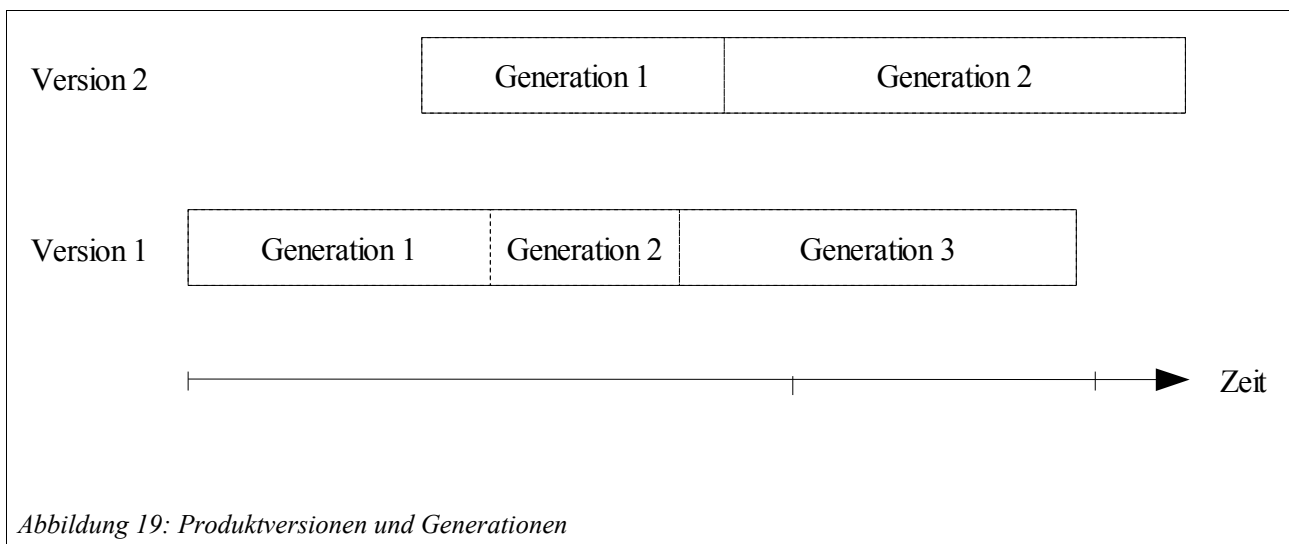 Version 2 Generation 1 Generation 2
Version 1 Generation 1 Generation 2 Generation 3
Zeit
Abbildung 19: Produktversionen und Generationen